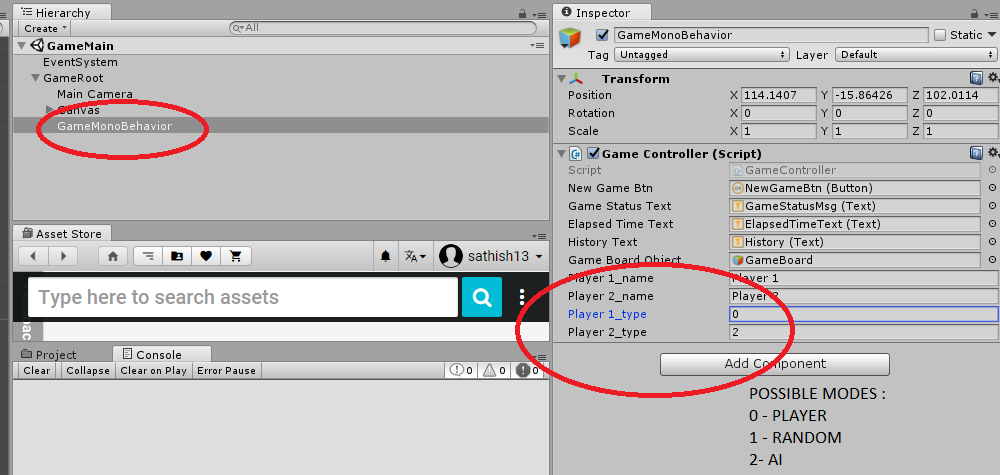 Hierarchy
Create
All
GameMain
EventSystem
GameRoot
Main Camera
Canvas
GameMonoBehavior
Asset Store
sathish13
Type here to search assets
Project
Console
Clear
Collapse
Clear on Play
Error Pause
0
0
0
Inspector
GameMonoBehavior
Static
Tag
Untagged
Layer
Default
Transform
Position X 114.1407 Y -15.86426 Z 102.0114
Rotation X 0 Y 0 Z 0
Scale X 1 Y 1 Z 1
Game Controller (Script)
Script GameController
New Game Btn NewGameBtn (Button)
Game Status Text GameStatusMsg (Text)
Elapsed Time Text ElapsedTimeText (Text)
History Text History (Text)
Game Board Object GameBoard
Player 1_name Player 1
Player 2_name Player
Player 1_type 0
Player 2_type 2
Add Component
POSSIBLE MODES :
0 - PLAYER
1 - RANDOM
2- AI